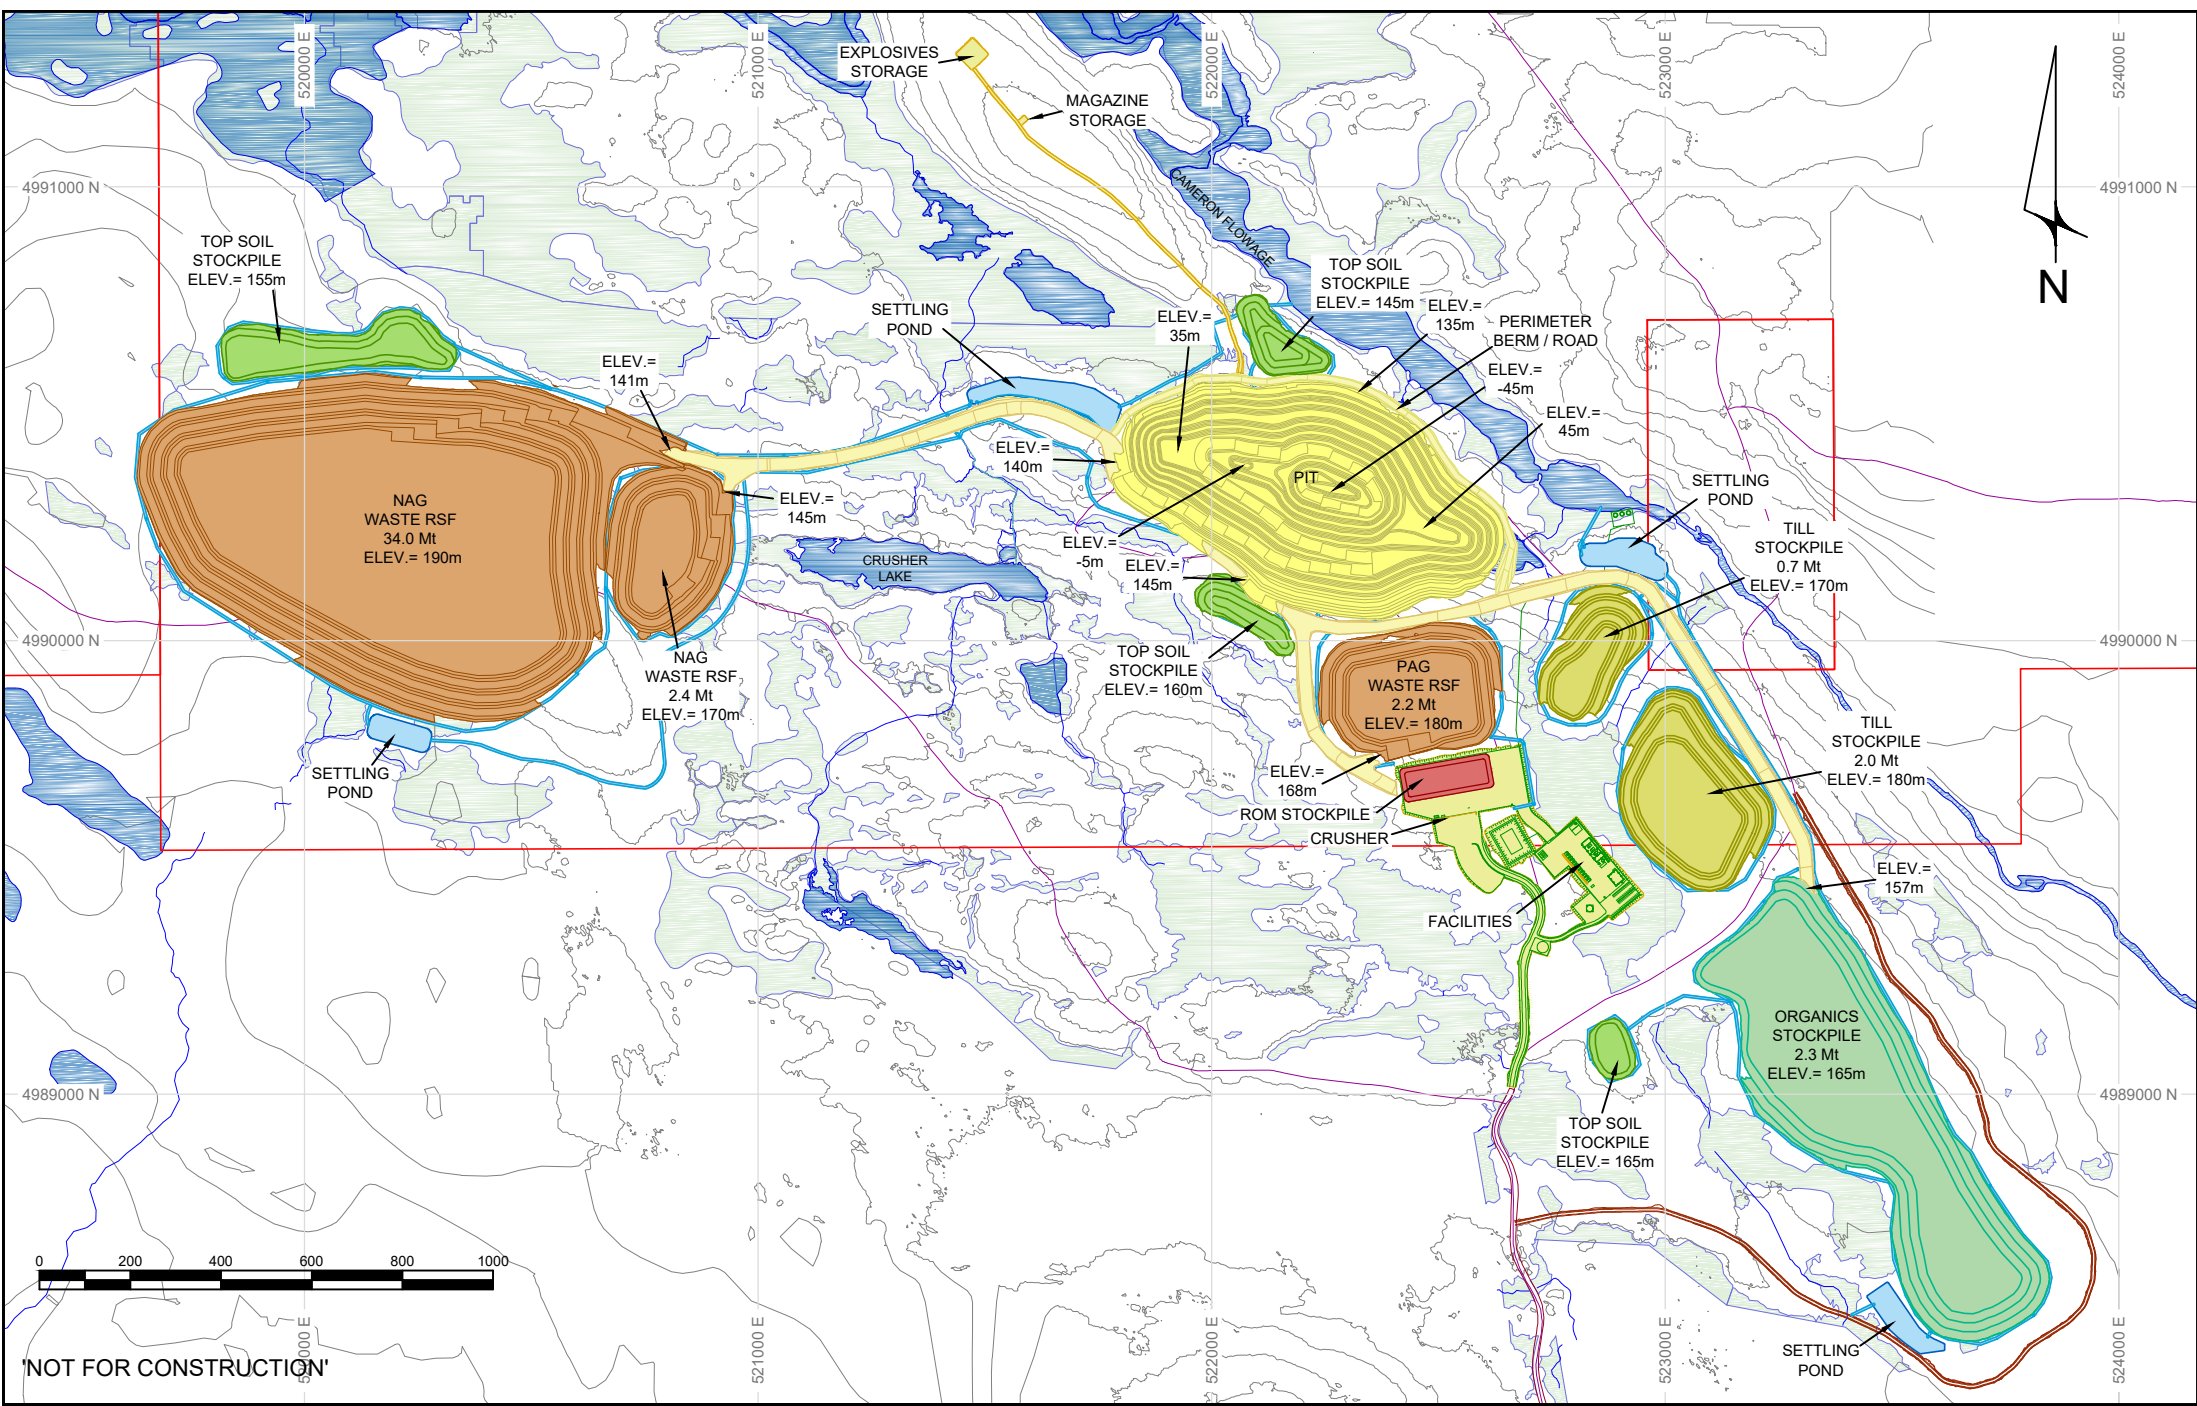 520000 E
521000 E
522000 E
523000 E
524000 E
EXPLOSIVES
STORAGE
MAGAZINE
STORAGE
4991000 N
4991000 N
CAMERON FLOWAGE
N
TOP SOIL
STOCKPILE
ELEV.= 155m
TOP SOIL
STOCKPILE
ELEV.= 145m
SETTLING
POND
ELEV.=
35m
ELEV.=
135m
PERIMETER
BERM / ROAD
ELEV.=
141m
ELEV.=
-45m
ELEV.=
45m
ELEV.=
140m
PIT
SETTLING
POND
NAG
WASTE RSF
34.0 Mt
ELEV.= 190m
ELEV.=
145m
TILL
STOCKPILE
0.7 Mt
ELEV.= 170m
ELEV.=
-5m
CRUSHER
LAKE
ELEV.=
145m
4990000 N
4990000 N
NAG
WASTE RSF
2.4 Mt
ELEV.= 170m
TOP SOIL
STOCKPILE
ELEV.= 160m
PAG
WASTE RSF
2.2 Mt
ELEV.= 180m
TILL
STOCKPILE
2.0 Mt
ELEV.= 180m
SETTLING
POND
ELEV.=
168m
ROM STOCKPILE
CRUSHER
ELEV.=
157m
FACILITIES
ORGANICS
STOCKPILE
2.3 Mt
ELEV.= 165m
4989000 N
4989000 N
TOP SOIL
STOCKPILE
ELEV.= 165m
0 200 400 600 800 1000
SETTLING
POND
'NOT FOR CONSTRUCTION'
520000 E
521000 E
522000 E
523000 E
524000 E